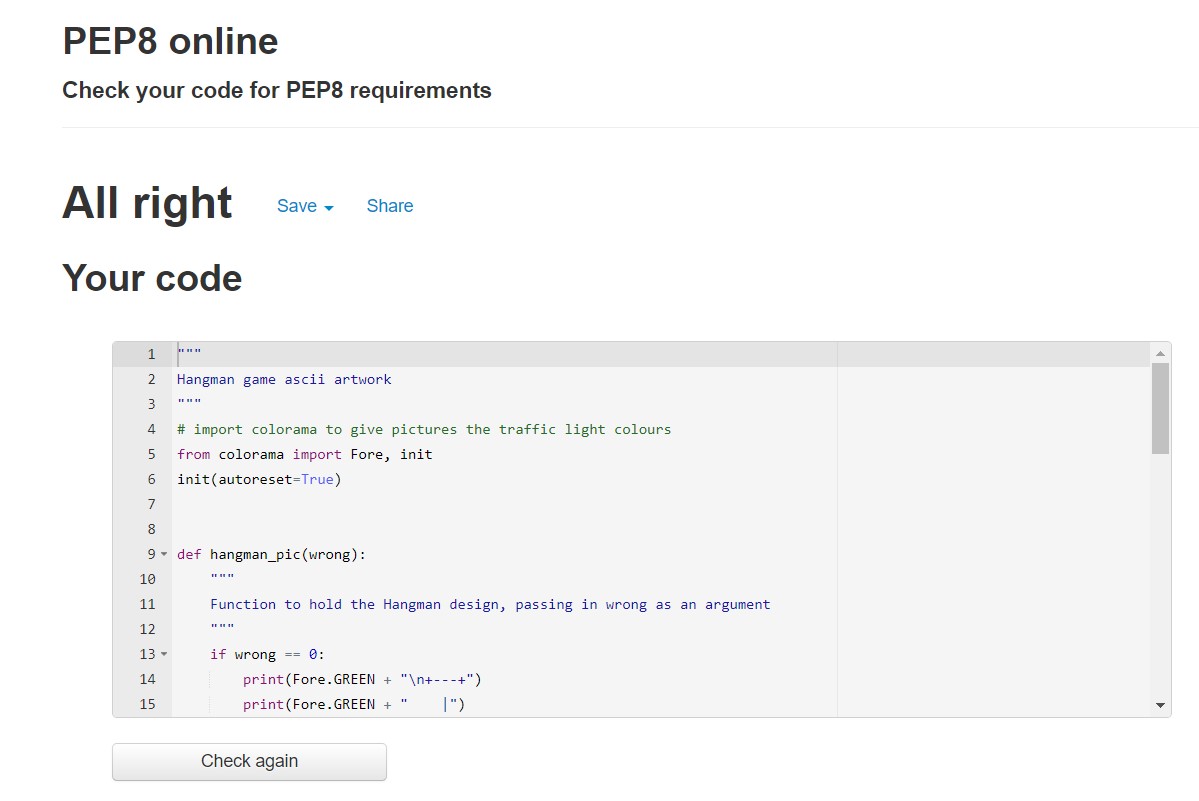 PEP8 online
Check your code for PEP8 requirements
All right Save Share
Your code
1 """
2 Hangman game ascii artwork
3 """
4 # import colorama to give pictures the traffic light colours
5 from colorama import Fore, init
6 init(autoreset=True)
7
8
9 def hangman_pic(wrong):
10     """
11     Function to hold the Hangman design, passing in wrong as an argument
12     """
13     if wrong == 0:
14         print(Fore.GREEN + "\n+---+")
15         print(Fore.GREEN + "    |")
Check again